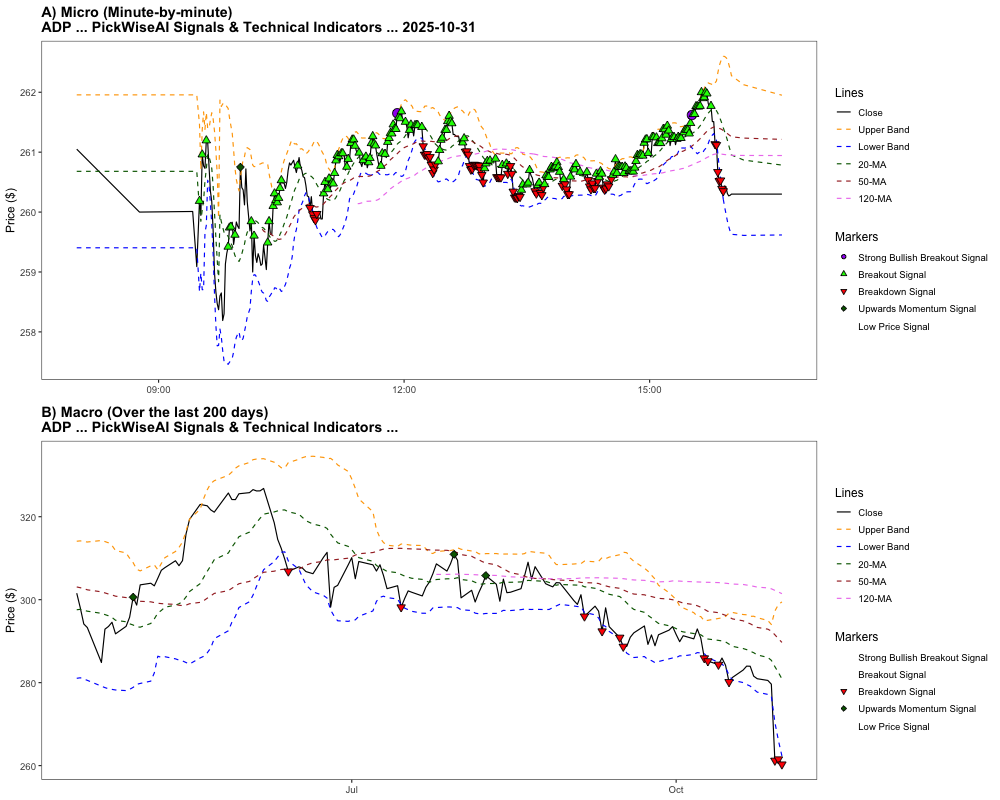 A) Micro (Minute-by-minute)
ADP ... PickWiseAI Signals & Technical Indicators ... 2025-10-31
Price ($)
262
261
260
259
258
09:00
12:00
15:00
Lines
Close
Upper Band
Lower Band
20-MA
50-MA
120-MA
Markers
Strong Bullish Breakout Signal
Breakout Signal
Breakdown Signal
Upwards Momentum Signal
Low Price Signal
B) Macro (Over the last 200 days)
ADP ... PickWiseAI Signals & Technical Indicators ...
Price ($)
320
300
280
260
Jul
Oct
Lines
Close
Upper Band
Lower Band
20-MA
50-MA
120-MA
Markers
Strong Bullish Breakout Signal
Breakout Signal
Breakdown Signal
Upwards Momentum Signal
Low Price Signal